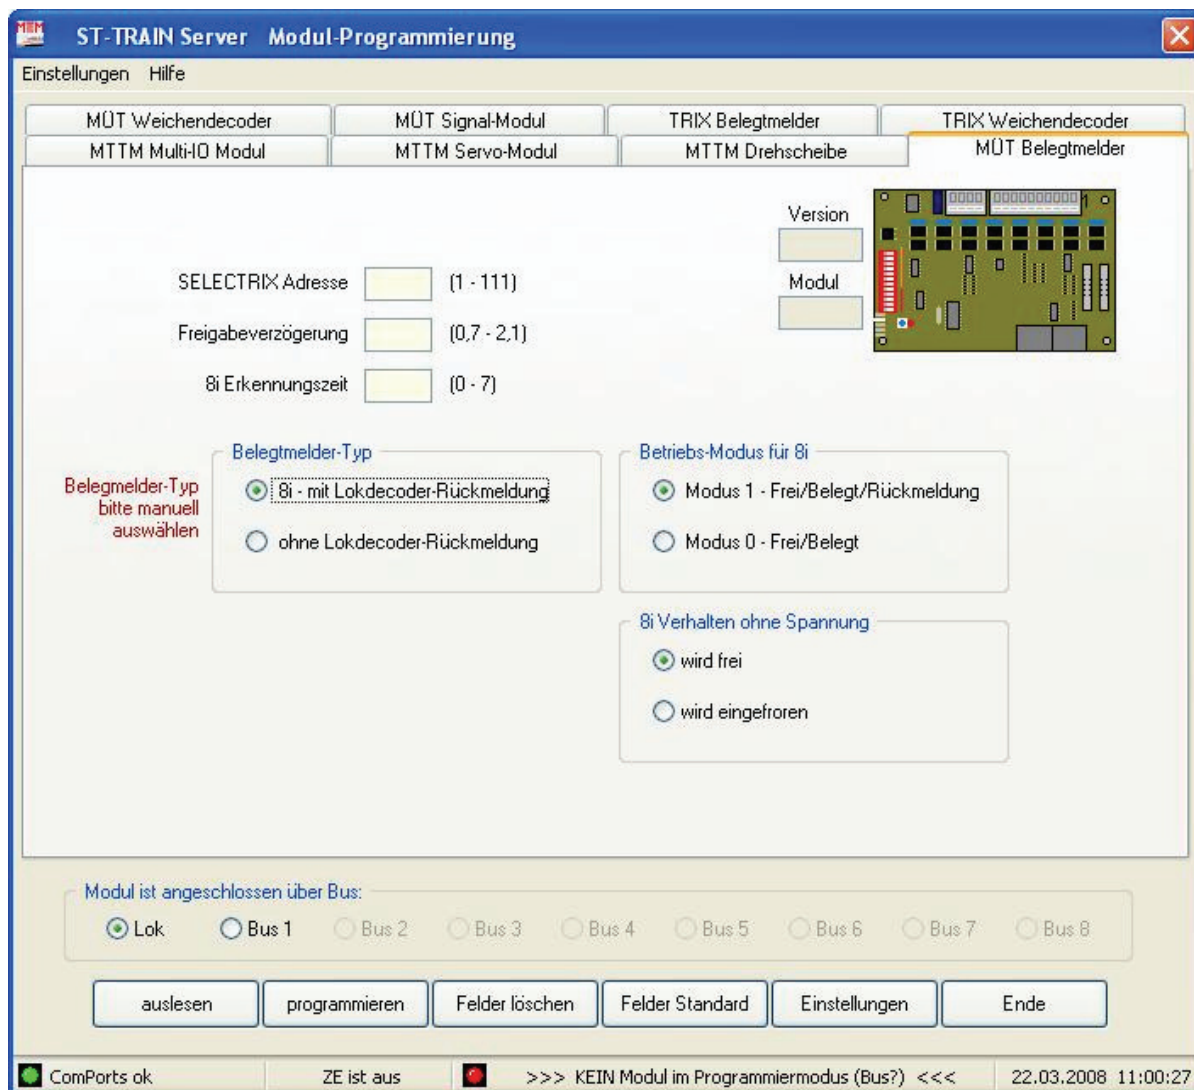 MEM
ST-TRAIN Server Modul-Programmierung
Einstellungen Hilfe
MÜT Weichendecoder MÜT Signal-Modul TRIX Belegtmelder TRIX Weichendecoder
MTTM Multi-IO Modul MTTM Servo-Modul MTTM Drehscheibe MÜT Belegtmelder
Version
1
SELECTRIX Adresse (1 - 111)
Modul
Freigabeverzögerung (0,7 - 2,1)
8i Erkennungszeit (0 - 7)
Belegmelder-Typ
bitte manuell
auswählen
Belegtmelder-Typ
8i - mit Lokdecoder-Rückmeldung
ohne Lokdecoder-Rückmeldung
Betriebs-Modus für 8i
Modus 1 - Frei/Belegt/Rückmeldung
Modus 0 - Frei/Belegt
8i Verhalten ohne Spannung
wird frei
wird eingefroren
Modul ist angeschlossen über Bus:
Lok Bus 1 Bus 2 Bus 3 Bus 4 Bus 5 Bus 6 Bus 7 Bus 8
auslesen programmieren Felder löschen Felder Standard Einstellungen Ende
ComPorts ok ZE ist aus >>> KEIN Modul im Programmiermodus (Bus?) <<< 22.03.2008 11:00:27